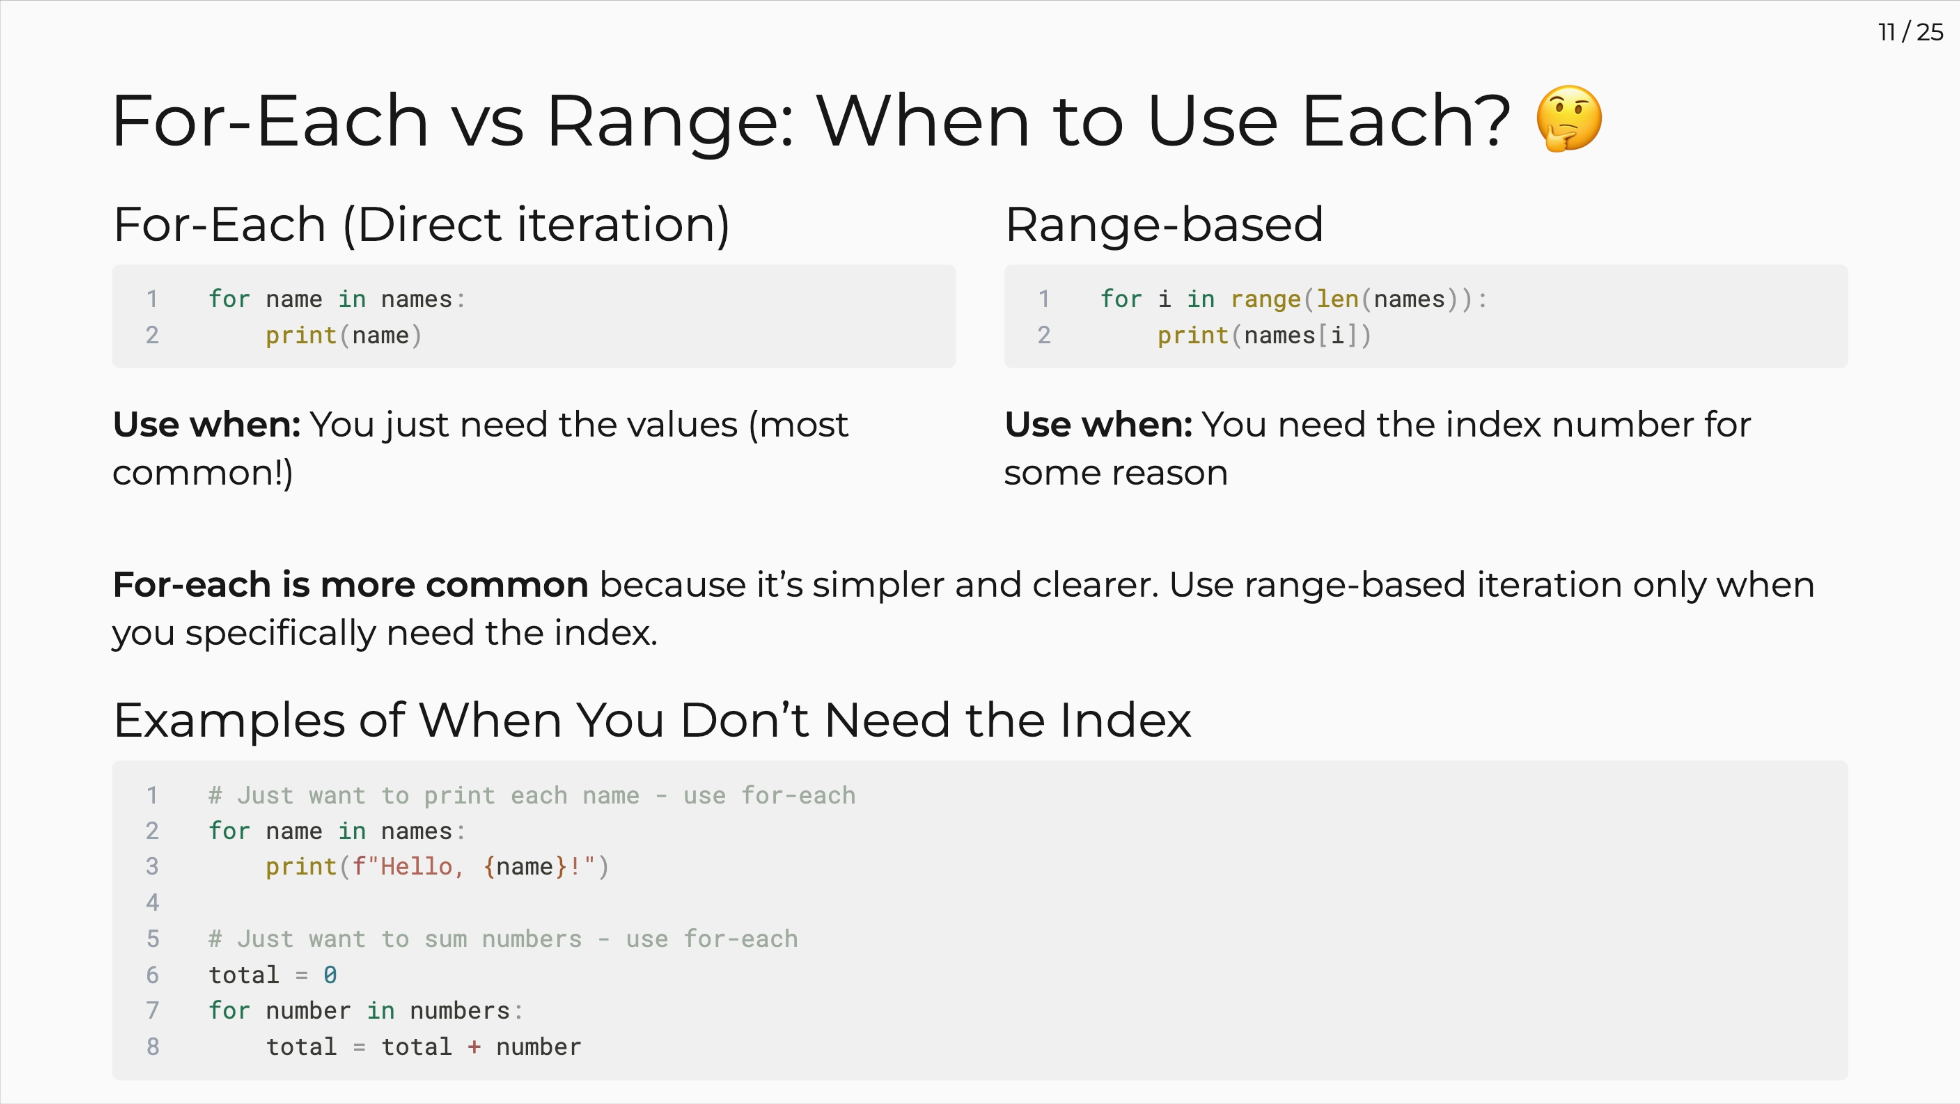 11 / 25
For-Each vs Range: When to Use Each? 🤔
For-Each (Direct iteration)
1 for name in names:
2     print(name)
Use when: You just need the values (most
common!)
Range-based
1 for i in range(len(names)):
2     print(names[i])
Use when: You need the index number for
some reason
For-each is more common because it’s simpler and clearer. Use range-based iteration only when
you specifically need the index.
Examples of When You Don’t Need the Index
1 # Just want to print each name - use for-each
2 for name in names:
3     print(f"Hello, {name}!")
4
5 # Just want to sum numbers - use for-each
6 total = 0
7 for number in numbers:
8     total = total + number